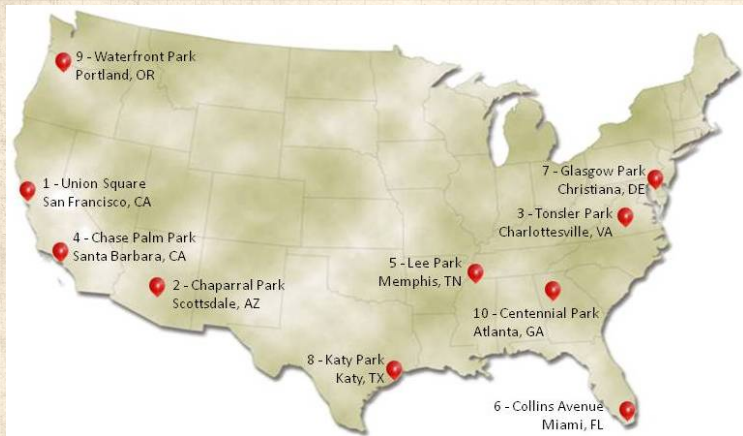 9 - Waterfront Park
Portland, OR
1 - Union Square
San Francisco, CA
7 - Glasgow Park
Christiana, DE
3 - Tonsler Park
Charlottesville, VA
4 - Chase Palm Park
Santa Barbara, CA
5 - Lee Park
Memphis, TN
2 - Chaparral Park
Scottsdale, AZ
10 - Centennial Park
Atlanta, GA
8 - Katy Park
Katy, TX
6 - Collins Avenue
Miami, FL